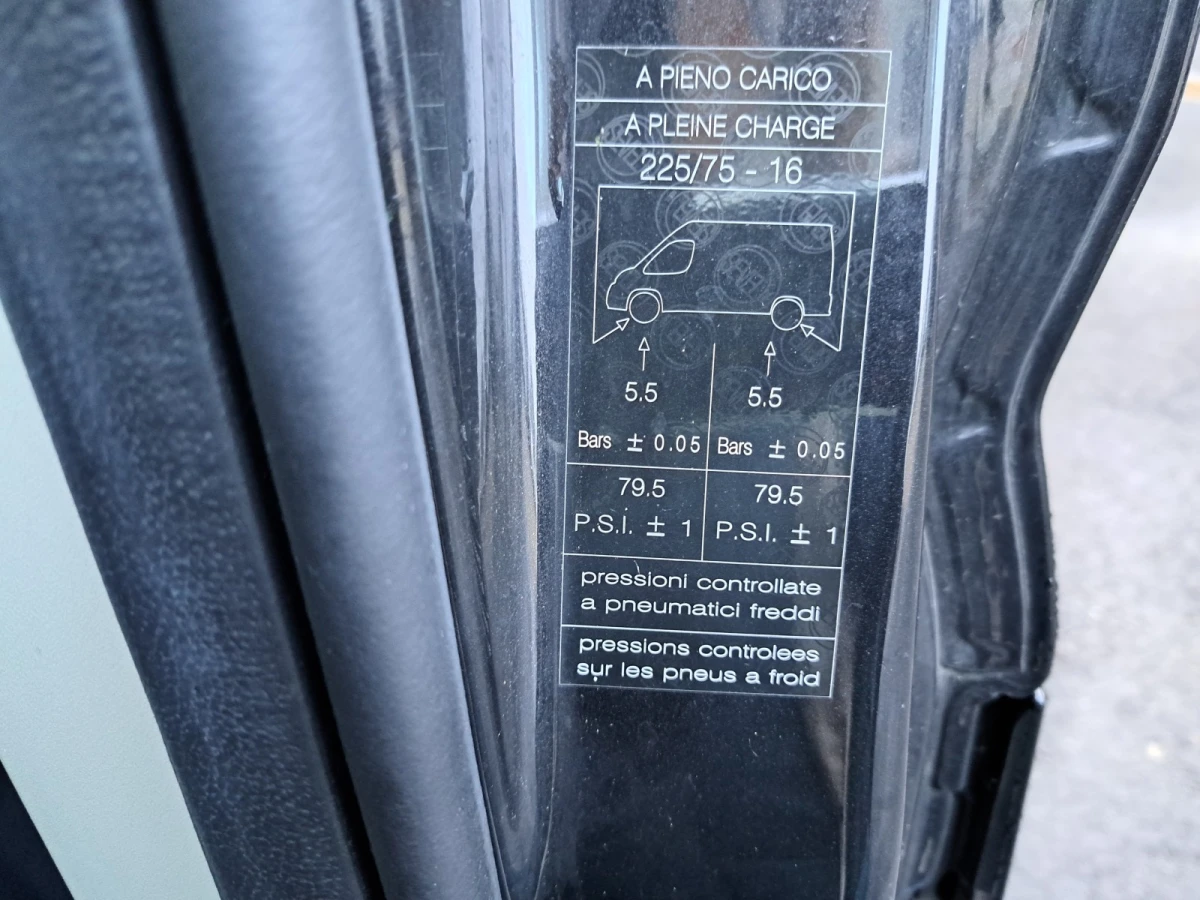 A PIENO CARICO
A PLEINE CHARGE
225/75 - 16
5.5 5.5
Bars ± 0.05 Bars ± 0.05
79.5 79.5
P.S.I. ± 1 P.S.I. ± 1
pressioni controllate
a pneumatici freddi
pressions controlees
sur les pneus a froid